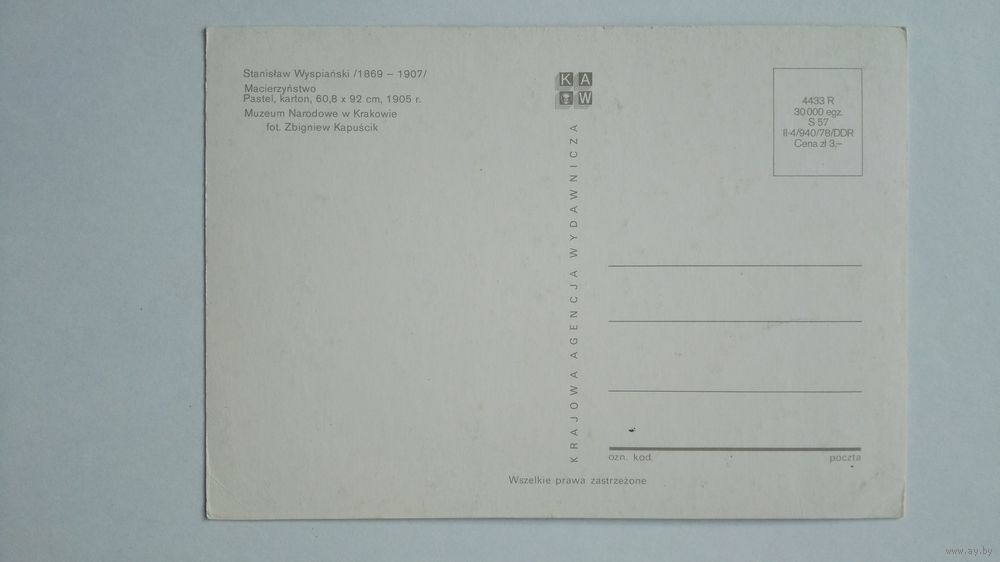 Stanisław Wyspiański /1869 – 1907/
Macierzyństwo
Pastel, karton, 60,8 x 92 cm, 1905 r.
Muzeum Narodowe w Krakowie
fot. Zbigniew Kapuścik
K A
W
KRAJOWA AGENCJA WYDAWNICZA
4433 R
30 000 egz.
S 57
II-4/940/78/DDR
Cena zł 3,–
ozn. kod.
poczta
Wszelkie prawa zastrzeżone
www.ay.by